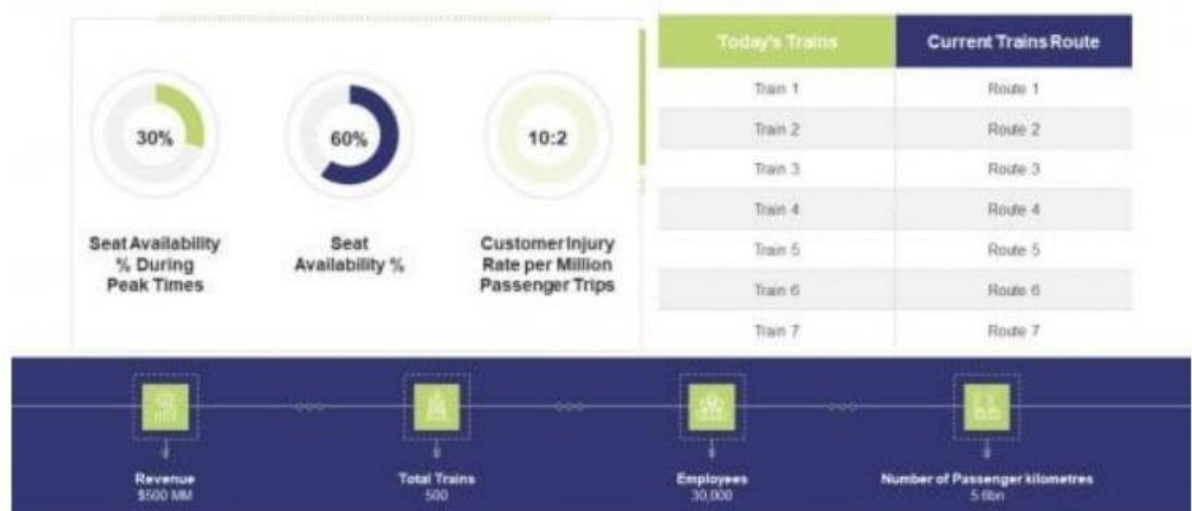 30%
60%
10:2
Seat Availability
% During
Peak Times
Seat
Availability %
Customer Injury
Rate per Million
Passenger Trips
Today's Trains Current Trains Route
Train 1 Route 1
Train 2 Route 2
Train 3 Route 3
Train 4 Route 4
Train 5 Route 5
Train 6 Route 6
Train 7 Route 7
Revenue
$500 MM
Total Trains
500
Employees
30,000
Number of Passenger kilometres
5.6bn